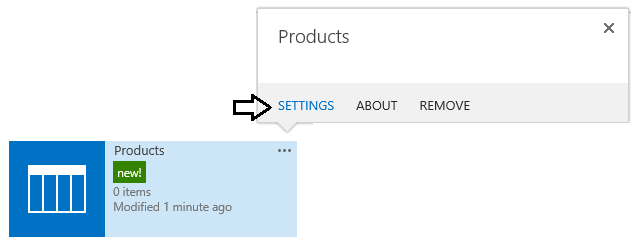 Products
SETTINGS ABOUT REMOVE
Products
new!
0 items
Modified 1 minute ago